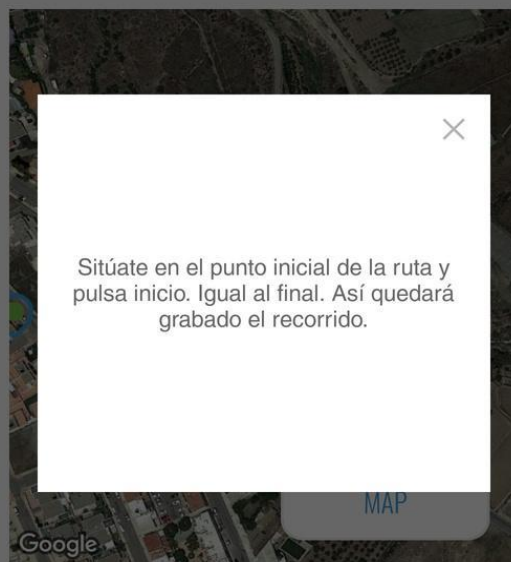 Sitúate en el punto inicial de la ruta y
pulsa inicio. Igual al final. Así quedará
grabado el recorrido.
MAP
Google